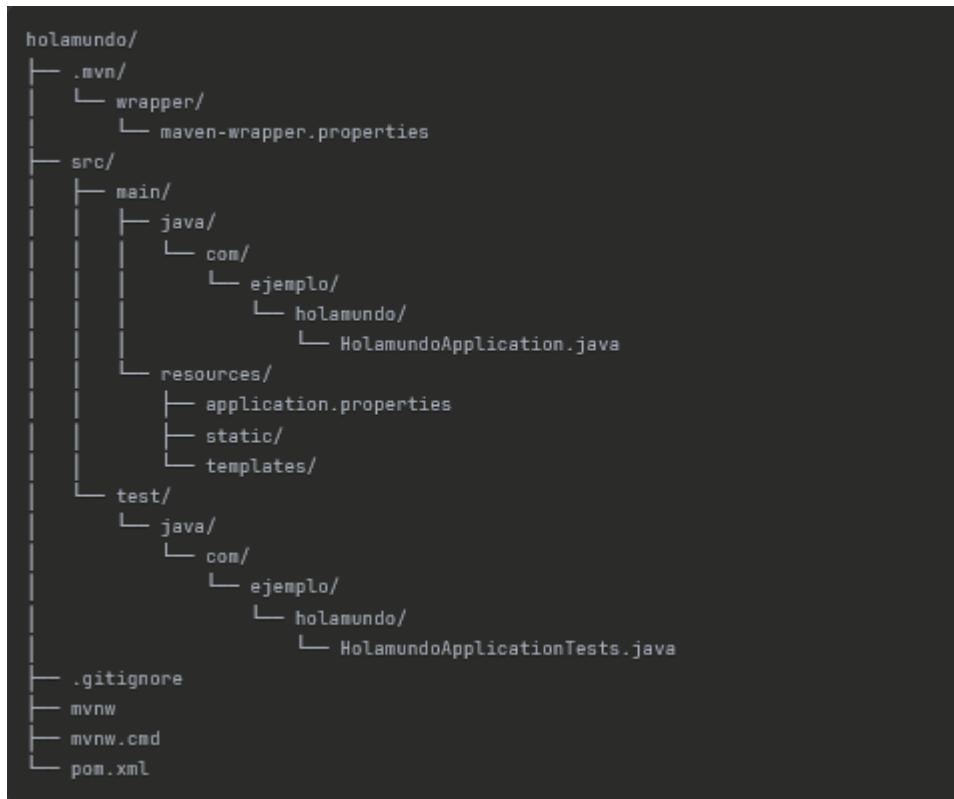 holamundo/
├── .mvn/
│   └── wrapper/
│       └── maven-wrapper.properties
├── src/
│   ├── main/
│   │   ├── java/
│   │   │   └── com/
│   │   │       └── ejemplo/
│   │   │           └── holamundo/
│   │   │               └── HolamundoApplication.java
│   │   └── resources/
│   │       ├── application.properties
│   │       ├── static/
│   │       └── templates/
│   └── test/
│       └── java/
│           └── com/
│               └── ejemplo/
│                   └── holamundo/
│                       └── HolamundoApplicationTests.java
├── .gitignore
├── mvnw
├── mvnw.cmd
└── pom.xml